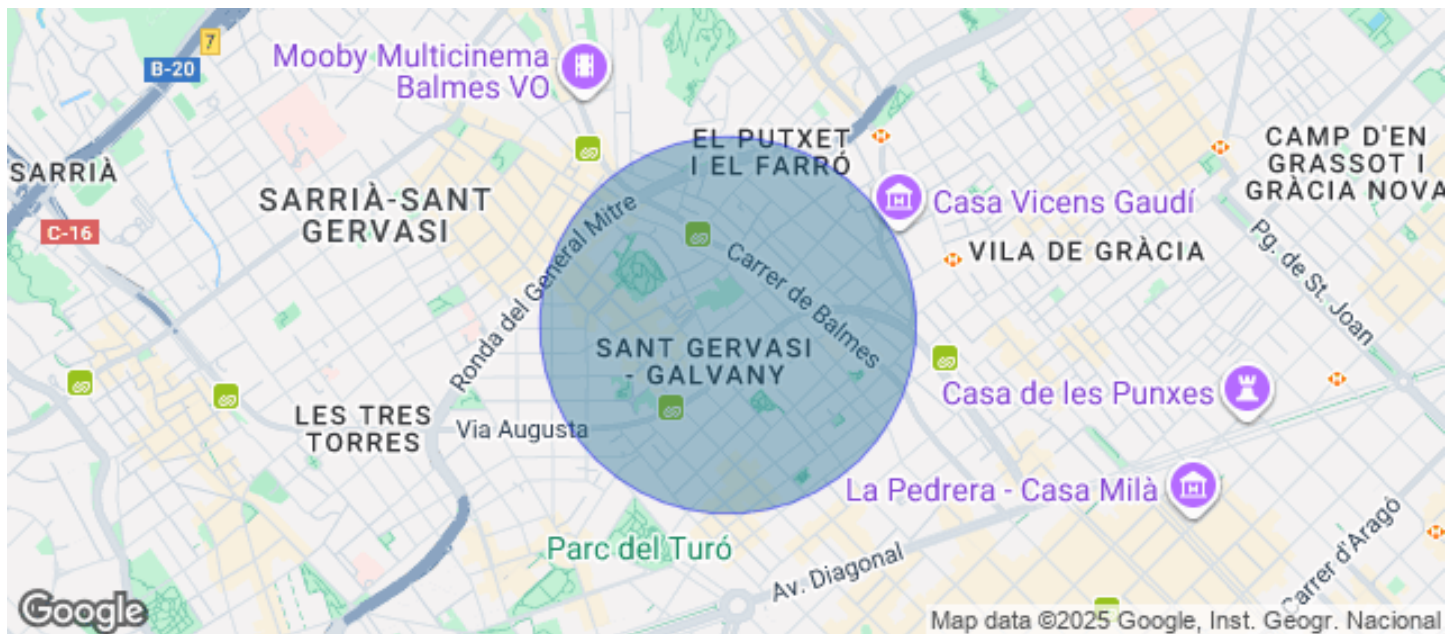 7
Mooby Multicinema
Balmes VO
B-20
EL PUTXET
I EL FARRÓ
CAMP D'EN
GRASSOT I
GRÀCIA NOVA
SARRIÀ
SARRIÀ-SANT
GERVASI
Casa Vicens Gaudí
C-16
Ronda del General Mitre
Carrer de Balmes
VILA DE GRÀCIA
Pg. de St. Joan
SANT GERVASI
- GALVANY
Casa de les Punxes
LES TRES
TORRES
Via Augusta
La Pedrera - Casa Milà
Parc del Turó
Av. Diagonal
Carrer d'Aragó
Google
Map data ©2025 Google, Inst. Geogr. Nacional